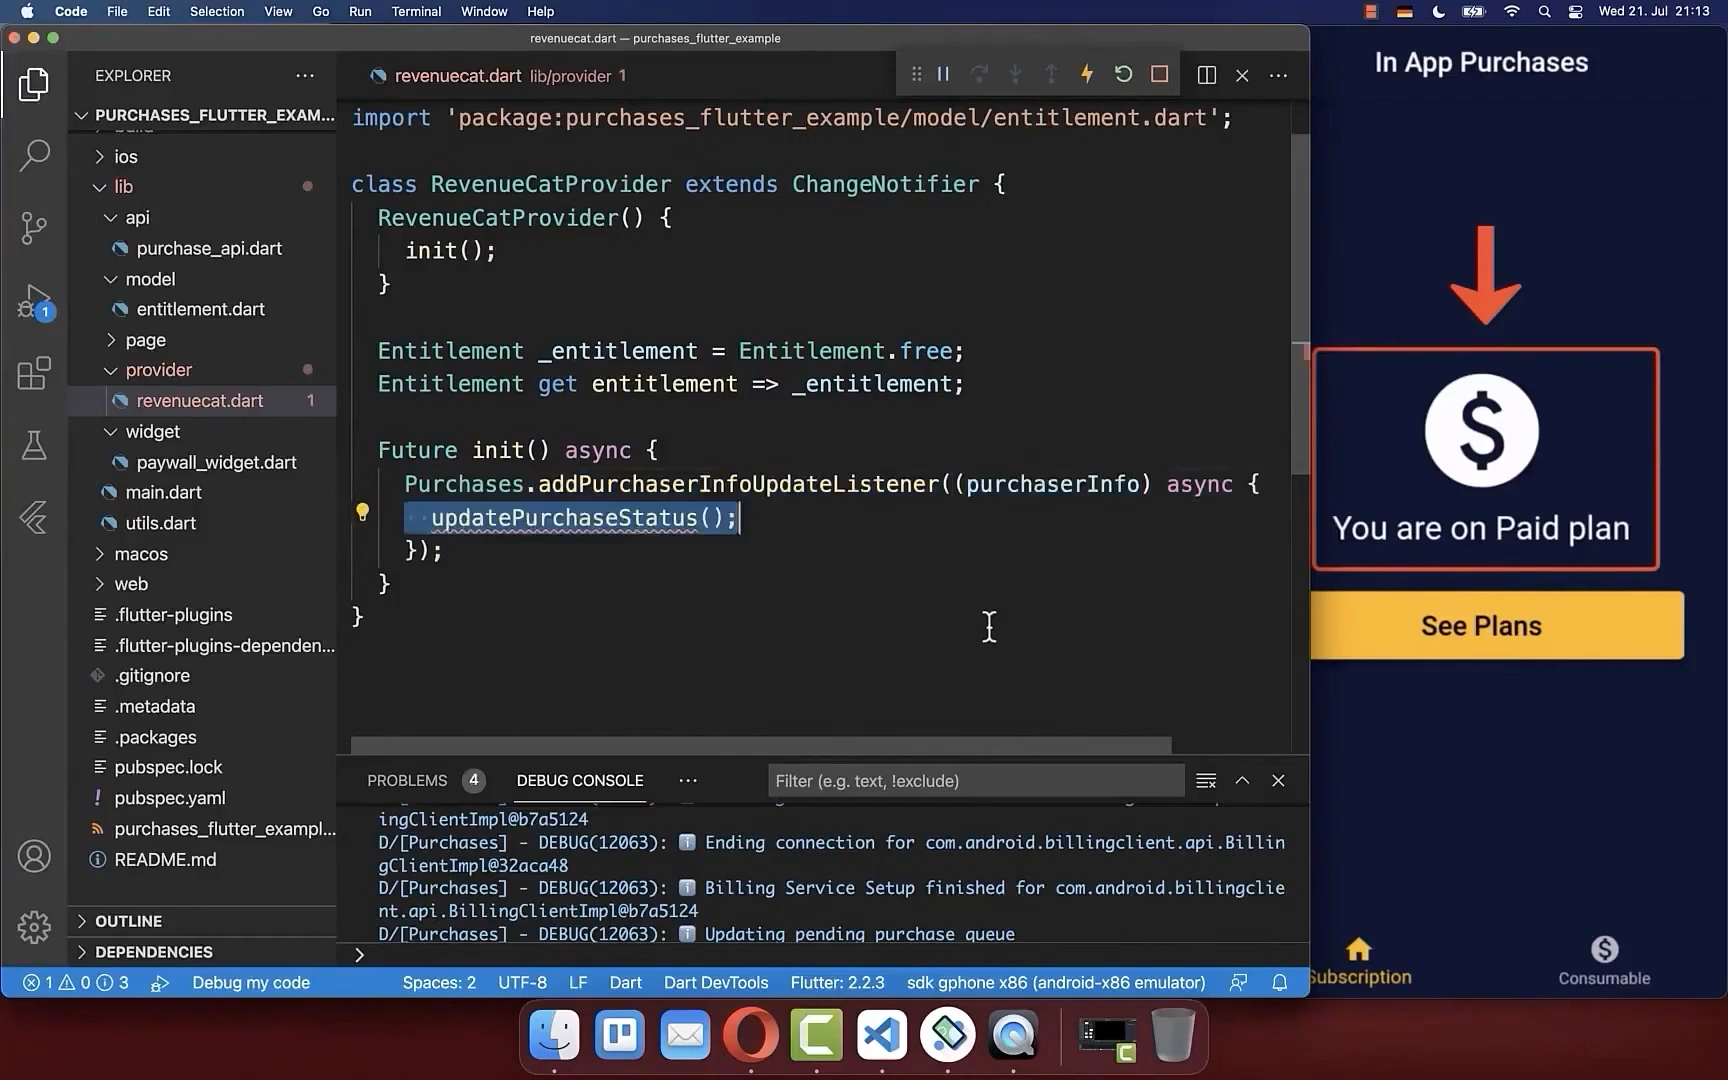 Code File Edit Selection View Go Run Terminal Window Help
Wed 21. Jul 21:13
revenuecat.dart — purchases_flutter_example
EXPLORER
PURCHASES_FLUTTER_EXAM...
ios
lib
api
purchase_api.dart
model
entitlement.dart
page
provider
revenuecat.dart 1
widget
paywall_widget.dart
main.dart
utils.dart
macos
web
.flutter-plugins
.flutter-plugins-dependen...
.gitignore
.metadata
.packages
pubspec.lock
pubspec.yaml
purchases_flutter_exampl...
README.md
OUTLINE
DEPENDENCIES
1
revenuecat.dart lib/provider 1
import 'package:purchases_flutter_example/model/entitlement.dart';
class RevenueCatProvider extends ChangeNotifier {
RevenueCatProvider() {
init();
}
Entitlement _entitlement = Entitlement.free;
Entitlement get entitlement => _entitlement;
Future init() async {
Purchases.addPurchaserInfoUpdateListener((purchaserInfo) async {
updatePurchaseStatus();
});
}
}
PROBLEMS 4 DEBUG CONSOLE
Filter (e.g. text, !exclude)
ingClientImpl@b7a5124
D/[Purchases] - DEBUG(12063): ℹ️ Ending connection for com.android.billingclient.api.Billin
gClientImpl@32aca48
D/[Purchases] - DEBUG(12063): ℹ️ Billing Service Setup finished for com.android.billingclie
nt.api.BillingClientImpl@b7a5124
D/[Purchases] - DEBUG(12063): ℹ️ Updating pending purchase queue
1 0 3 Debug my code Spaces: 2 UTF-8 LF Dart Dart DevTools Flutter: 2.2.3 sdk gphone x86 (android-x86 emulator)
In App Purchases
$
You are on Paid plan
See Plans
Subscription
$
Consumable